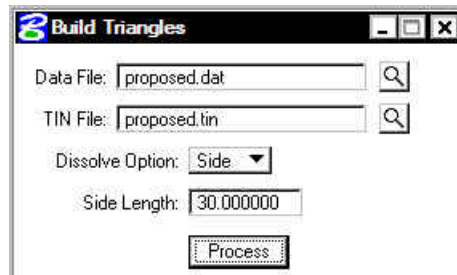 Build Triangles
Data File: proposed.dat
TIN File: proposed.tin
Dissolve Option: Side
Side Length: 30.000000
Process